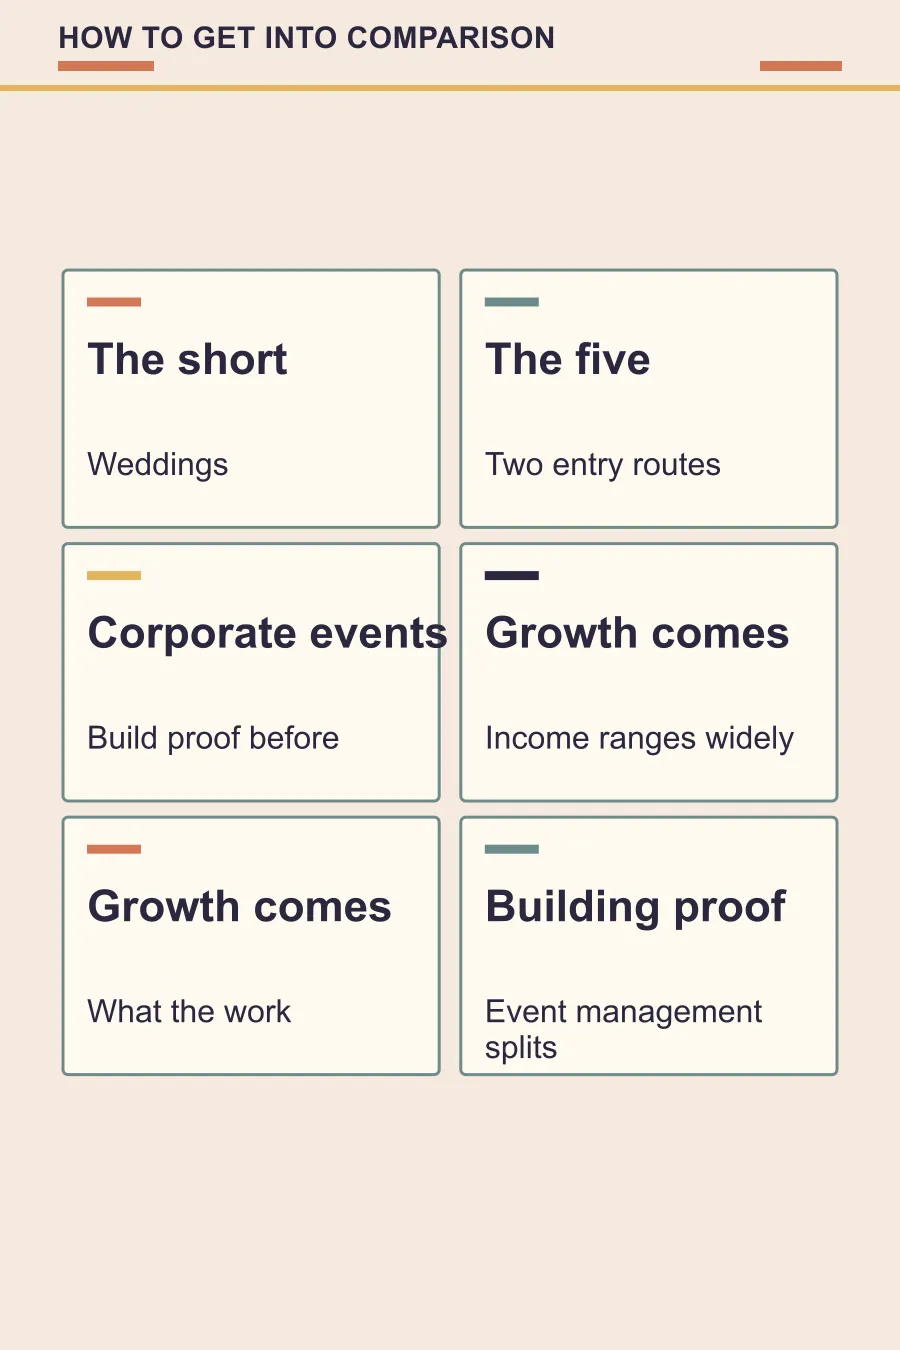 HOW TO GET INTO COMPARISON
The short
Weddings
The five
Two entry routes
Corporate events
Build proof before
Growth comes
Income ranges widely
Growth comes
What the work
Building proof
Event management
splits